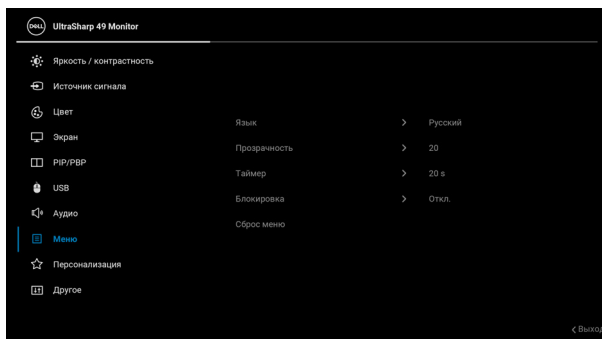 DELL UltraSharp 49 Monitor
Яркость / контрастность
Источник сигнала
Цвет
Экран
PIP/PBP
USB
Аудио
Меню
Персонализация
Другое
Язык > Русский
Прозрачность > 20
Таймер > 20 s
Блокировка > Откл.
Сброс меню
< Выход